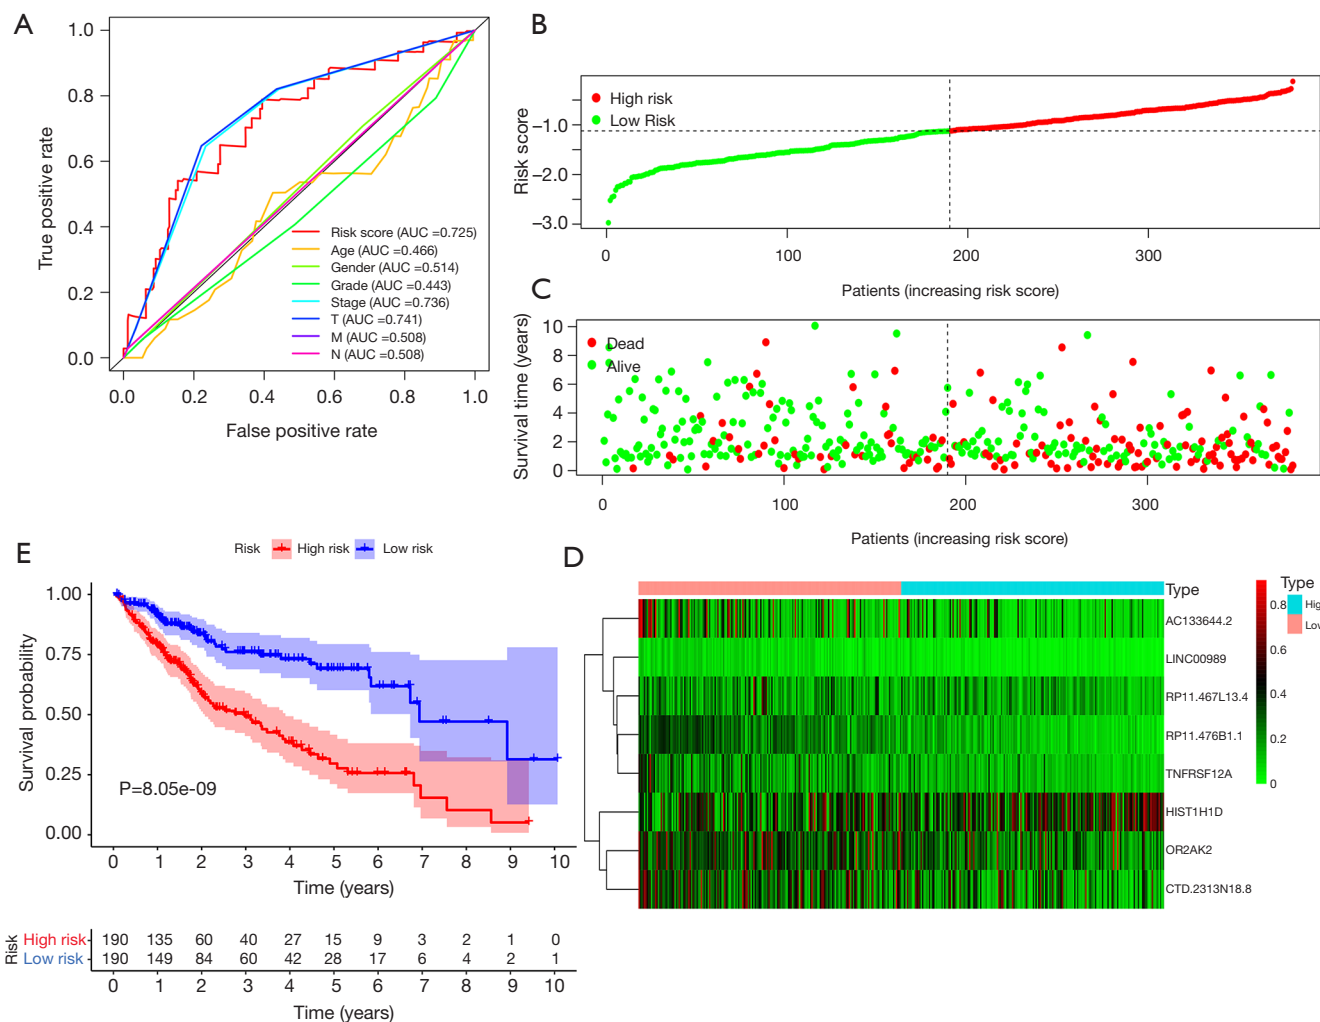 A
1.0
0.8
0.6
0.4
0.2
0.0
True positive rate
Risk score (AUC =0.725)
Age (AUC =0.466)
Gender (AUC =0.514)
Grade (AUC =0.443)
Stage (AUC =0.736)
T (AUC =0.741)
M (AUC =0.508)
N (AUC =0.508)
0.0 0.2 0.4 0.6 0.8 1.0
False positive rate
B
High risk
Low Risk
Risk score
−1.0
−2.0
−3.0
0 100 200 300
Patients (increasing risk score)
C
Dead
Alive
Survival time (years)
10
8
6
4
2
0
0 100 200 300
Patients (increasing risk score)
E
Risk High risk Low risk
1.00
0.75
0.50
0.25
0.00
Survival probability
P=8.05e-09
0 1 2 3 4 5 6 7 8 9 10
Time (years)
Risk
High risk 190 135 60 40 27 15 9 3 2 1 0
Low risk 190 149 84 60 42 28 17 6 4 2 1
0 1 2 3 4 5 6 7 8 9 10
Time (years)
D
Type
AC133644.2
LINC00989
RP11.467L13.4
RP11.476B1.1
TNFRSF12A
HIST1H1D
OR2AK2
CTD.2313N18.8
0.8
0.6
0.4
0.2
0
Type
Hig
Lov